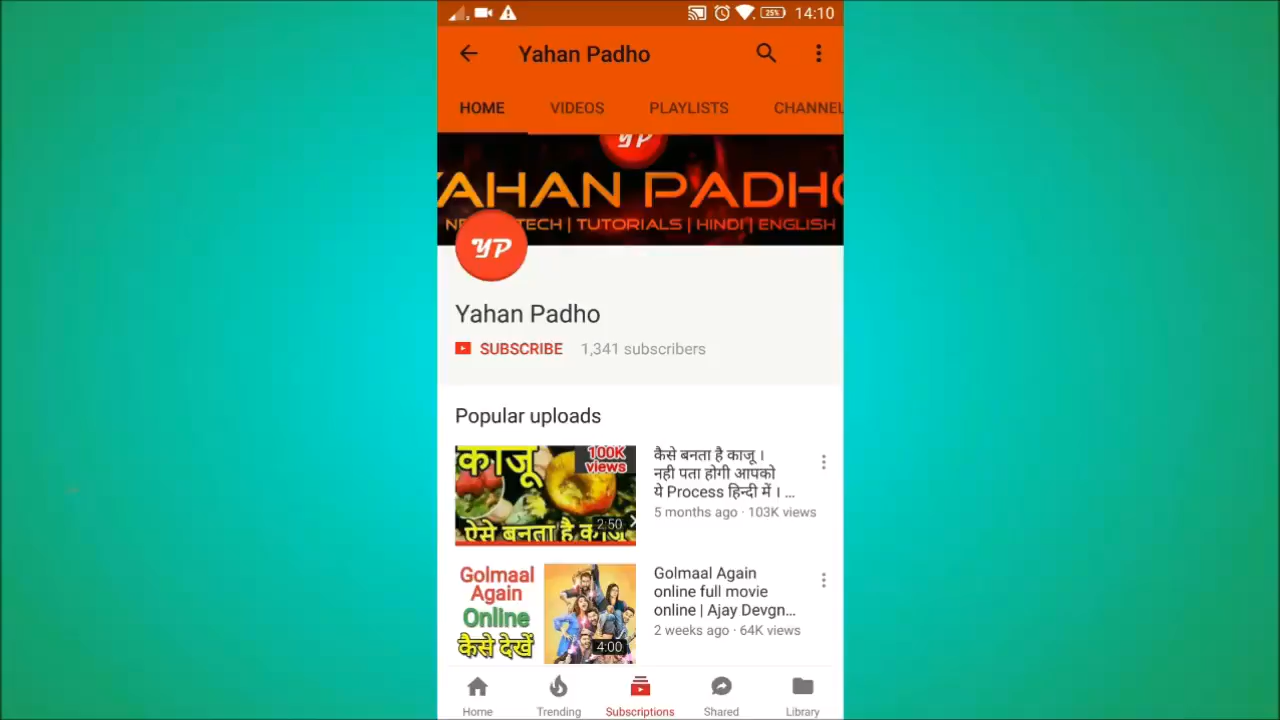 25%
14:10
Yahan Padho
HOME VIDEOS PLAYLISTS CHANNEL
YP
YAHAN PADHO
TECH | TUTORIALS | HINDI | ENGLISH
YP
Yahan Padho
SUBSCRIBE 1,341 subscribers
Popular uploads
काजू
100K
views
2:50
ऐसे बनता है काजू
कैसे बनता है काजू ।
नही पता होगी आपको
ये Process हिन्दी में । ...
5 months ago · 103K views
Golmaal
Again
Online
कैसे देखें
4:00
Golmaal Again
online full movie
online | Ajay Devgn...
2 weeks ago · 64K views
Home Trending Subscriptions Shared Library